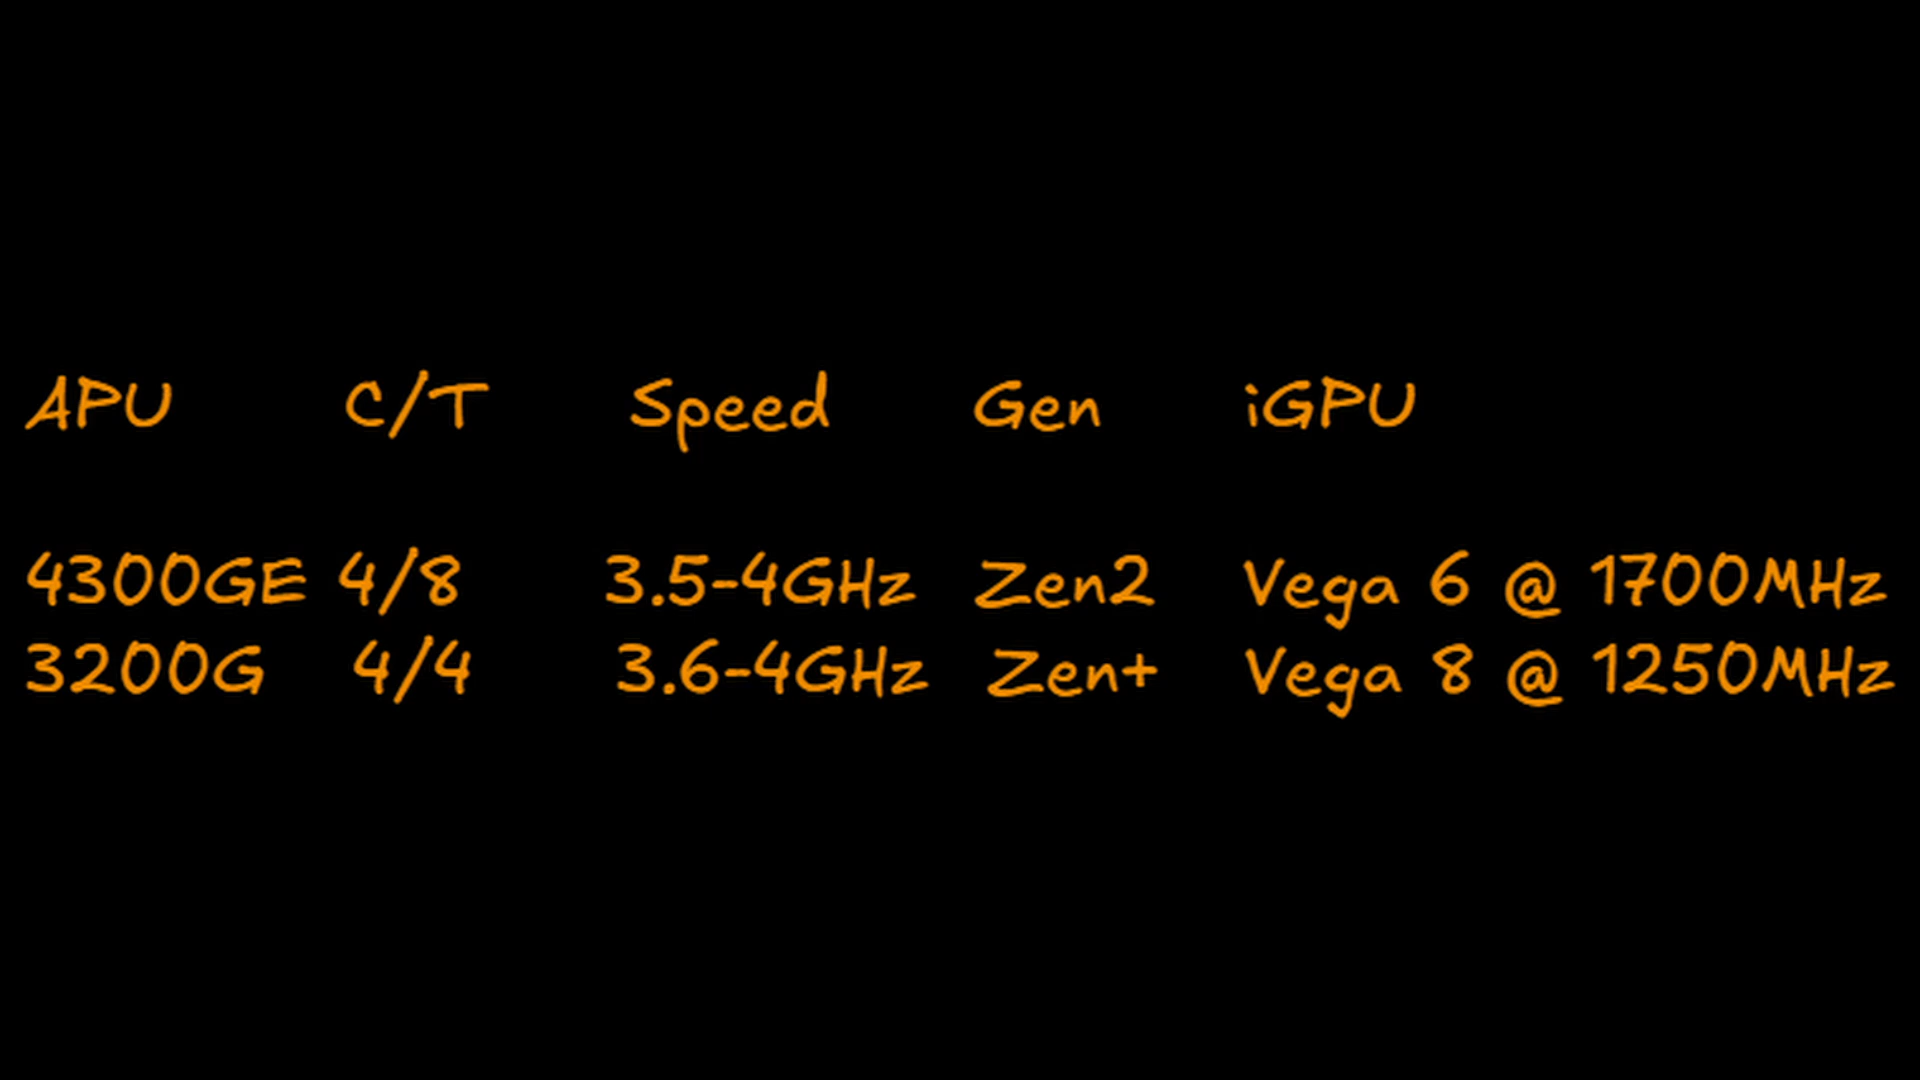 APU C/T Speed Gen iGPU
4300GE 4/8 3.5-4GHz Zen2 Vega 6 @ 1700MHz
3200G 4/4 3.6-4GHz Zen+ Vega 8 @ 1250MHz